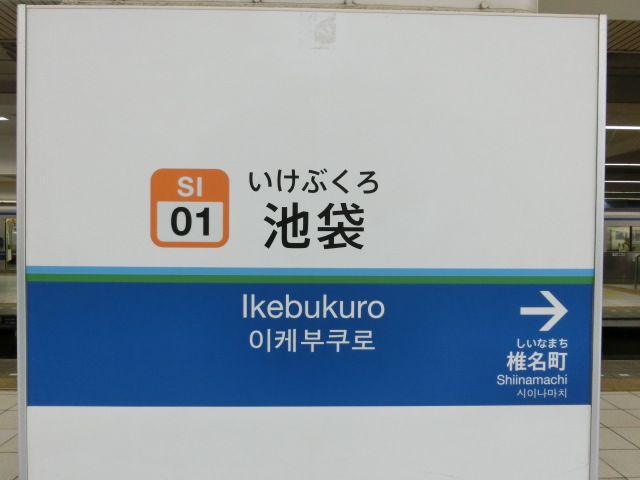 SI
01
いけぶくろ
池袋
Ikebukuro
이케부쿠로
しいなまち
椎名町
Shiinamachi
시이나마치